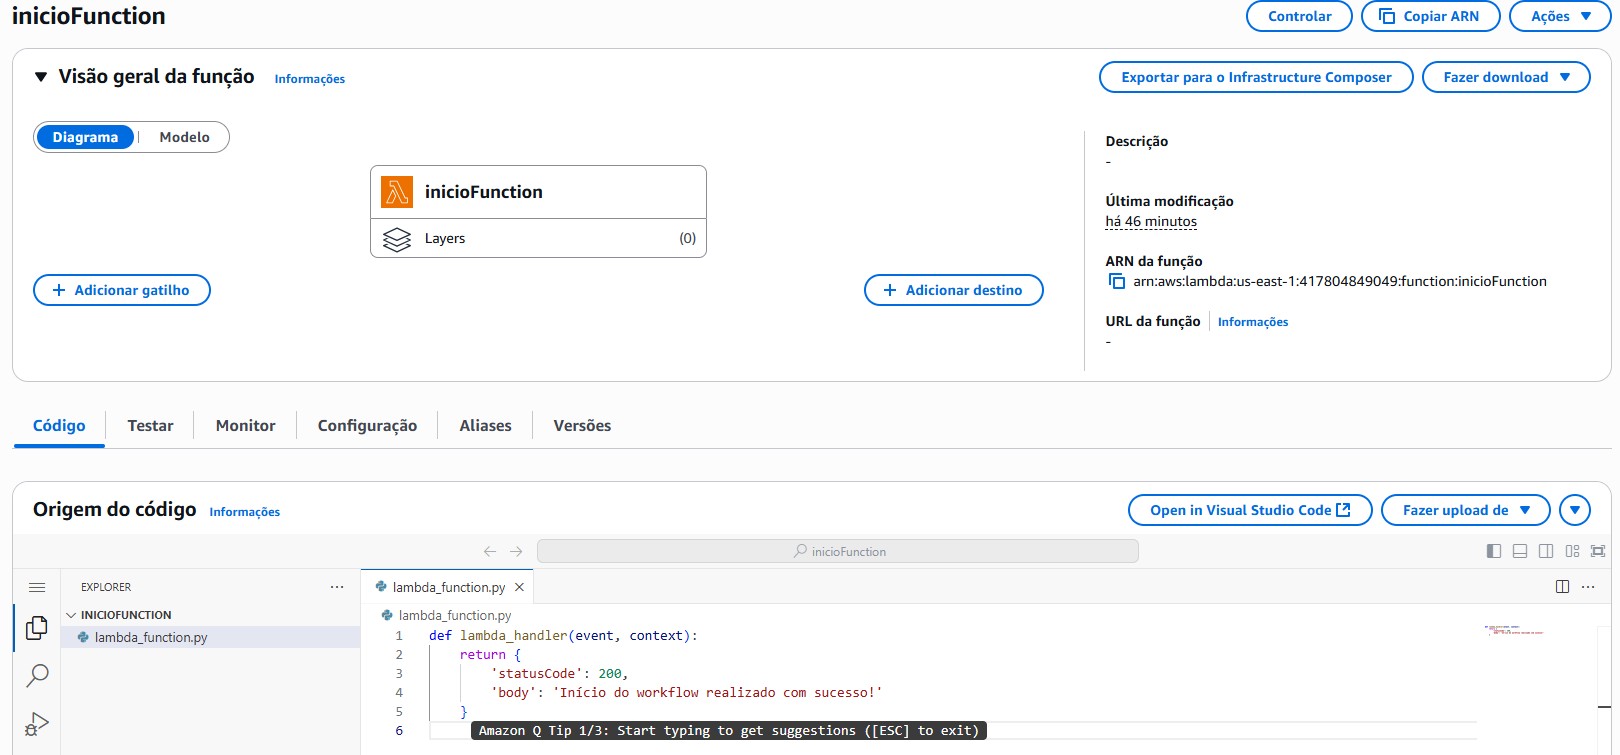 inicioFunction
Controlar
Copiar ARN
Ações
Visão geral da função
Informações
Exportar para o Infrastructure Composer
Fazer download
Diagrama
Modelo
inicioFunction
Layers
(0)
Adicionar gatilho
Adicionar destino
Descrição
-
Última modificação
há 46 minutos
ARN da função
arn:aws:lambda:us-east-1:417804849049:function:inicioFunction
URL da função
Informações
-
Código
Testar
Monitor
Configuração
Aliases
Versões
Origem do código
Informações
Open in Visual Studio Code
Fazer upload de
inicioFunction
EXPLORER
INICIOFUNCTION
lambda_function.py
lambda_function.py
lambda_function.py
1 def lambda_handler(event, context):
2 return {
3 'statusCode': 200,
4 'body': 'Início do workflow realizado com sucesso!'
5 }
6
Amazon Q Tip 1/3: Start typing to get suggestions ([ESC] to exit)